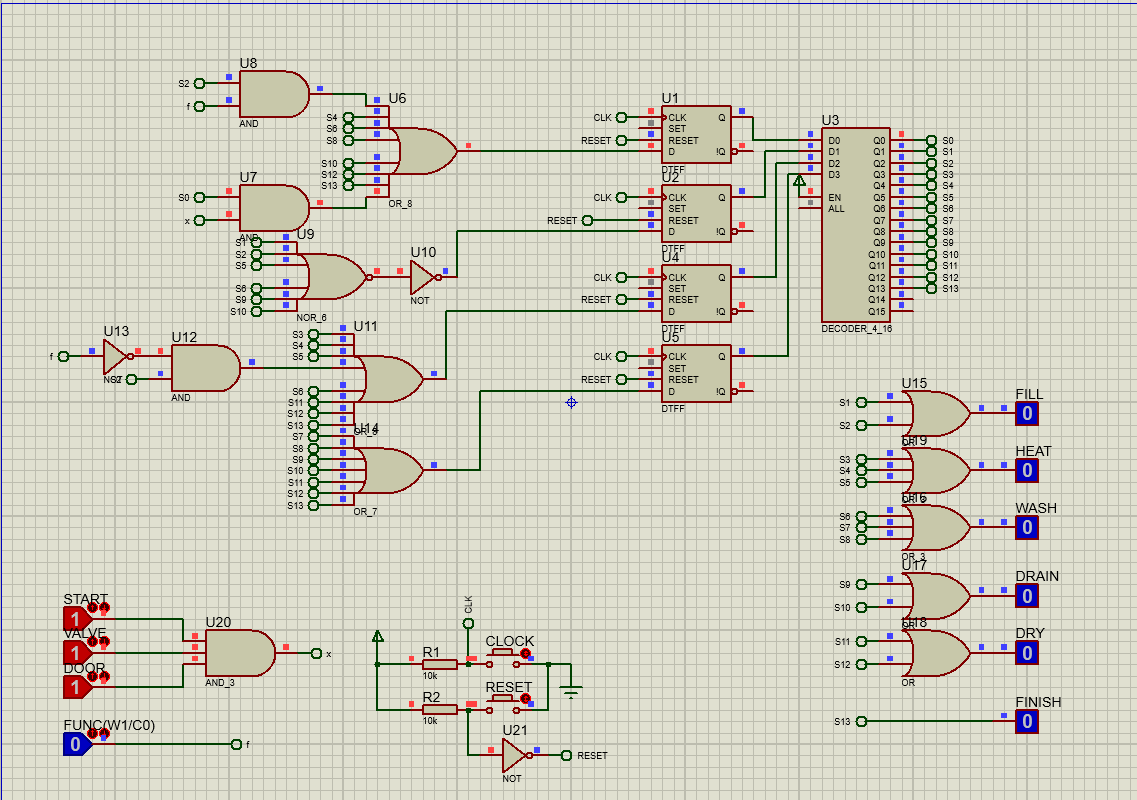 U8
S2
f
AND
U6
S4
S6
S8
S10
S12
S13
OR_8
U7
S0
x
AND
U9
S1
S2
S5
S6
S9
S10
NOR_6
U10
NOT
U13
f
NOT
S2
U12
AND
U11
S3
S4
S5
S6
S11
S12
S13
U14
S7
S8
S9
S10
S11
S12
S13
OR_7
U1
CLK
RESET
CLK
SET
RESET
D
Q
!Q
DTFF
U2
CLK
RESET
CLK
SET
RESET
D
Q
!Q
DTFF
U4
CLK
RESET
CLK
SET
RESET
D
Q
!Q
DTFF
U5
CLK
RESET
CLK
SET
RESET
D
Q
!Q
DTFF
U3
D0
D1
D2
D3
EN
ALL
Q0 S0
Q1 S1
Q2 S2
Q3 S3
Q4 S4
Q5 S5
Q6 S6
Q7 S7
Q8 S8
Q9 S9
Q10 S10
Q11 S11
Q12 S12
Q13 S13
Q14
Q15
DECODER_4_16
U15
S1
S2
FILL
0
U19
S3
S4
S5
HEAT
0
U16
S6
S7
S8
OR_3
WASH
0
U17
S9
S10
DRAIN
0
U18
S11
S12
OR
DRY
0
S13
FINISH
0
START
1
VALVE
1
DOOR
1
U20
x
AND_3
FUNC(W1/C0)
0
f
CLK
R1
10k
CLOCK
R2
10k
RESET
U21
RESET
NOT